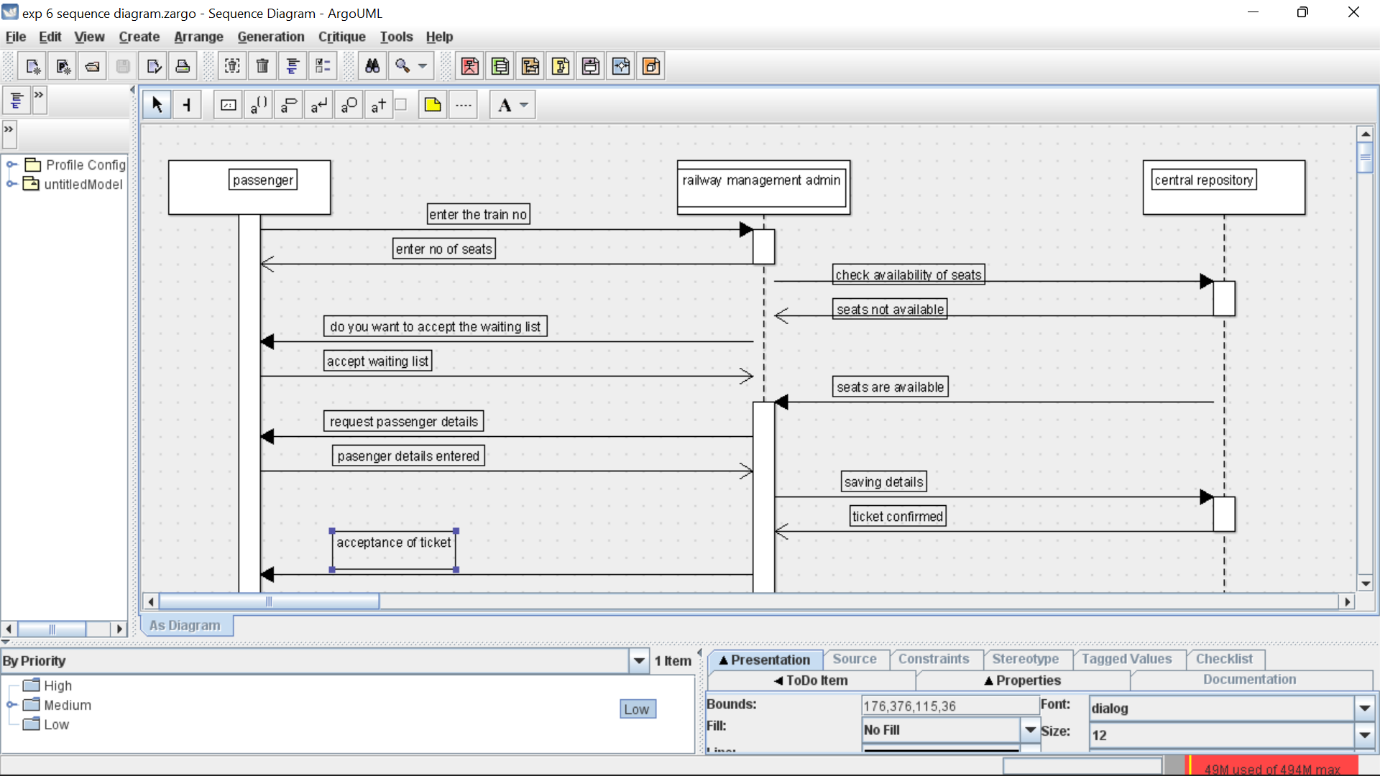 exp 6 sequence diagram.zargo - Sequence Diagram - ArgoUML
File Edit View Create Arrange Generation Critique Tools Help
Profile Config
untitledModel
passenger
railway management admin
central repository
enter the train no
enter no of seats
check availability of seats
seats not available
do you want to accept the waiting list
accept waiting list
seats are available
request passenger details
pasenger details entered
saving details
ticket confirmed
acceptance of ticket
As Diagram
By Priority
1 Item
High
Medium
Low
Low
Presentation Source Constraints Stereotype Tagged Values Checklist
ToDo Item Properties Documentation
Bounds: 176,376,115,36 Font: dialog
Fill: No Fill Size: 12
Line:
49M used of 494M max